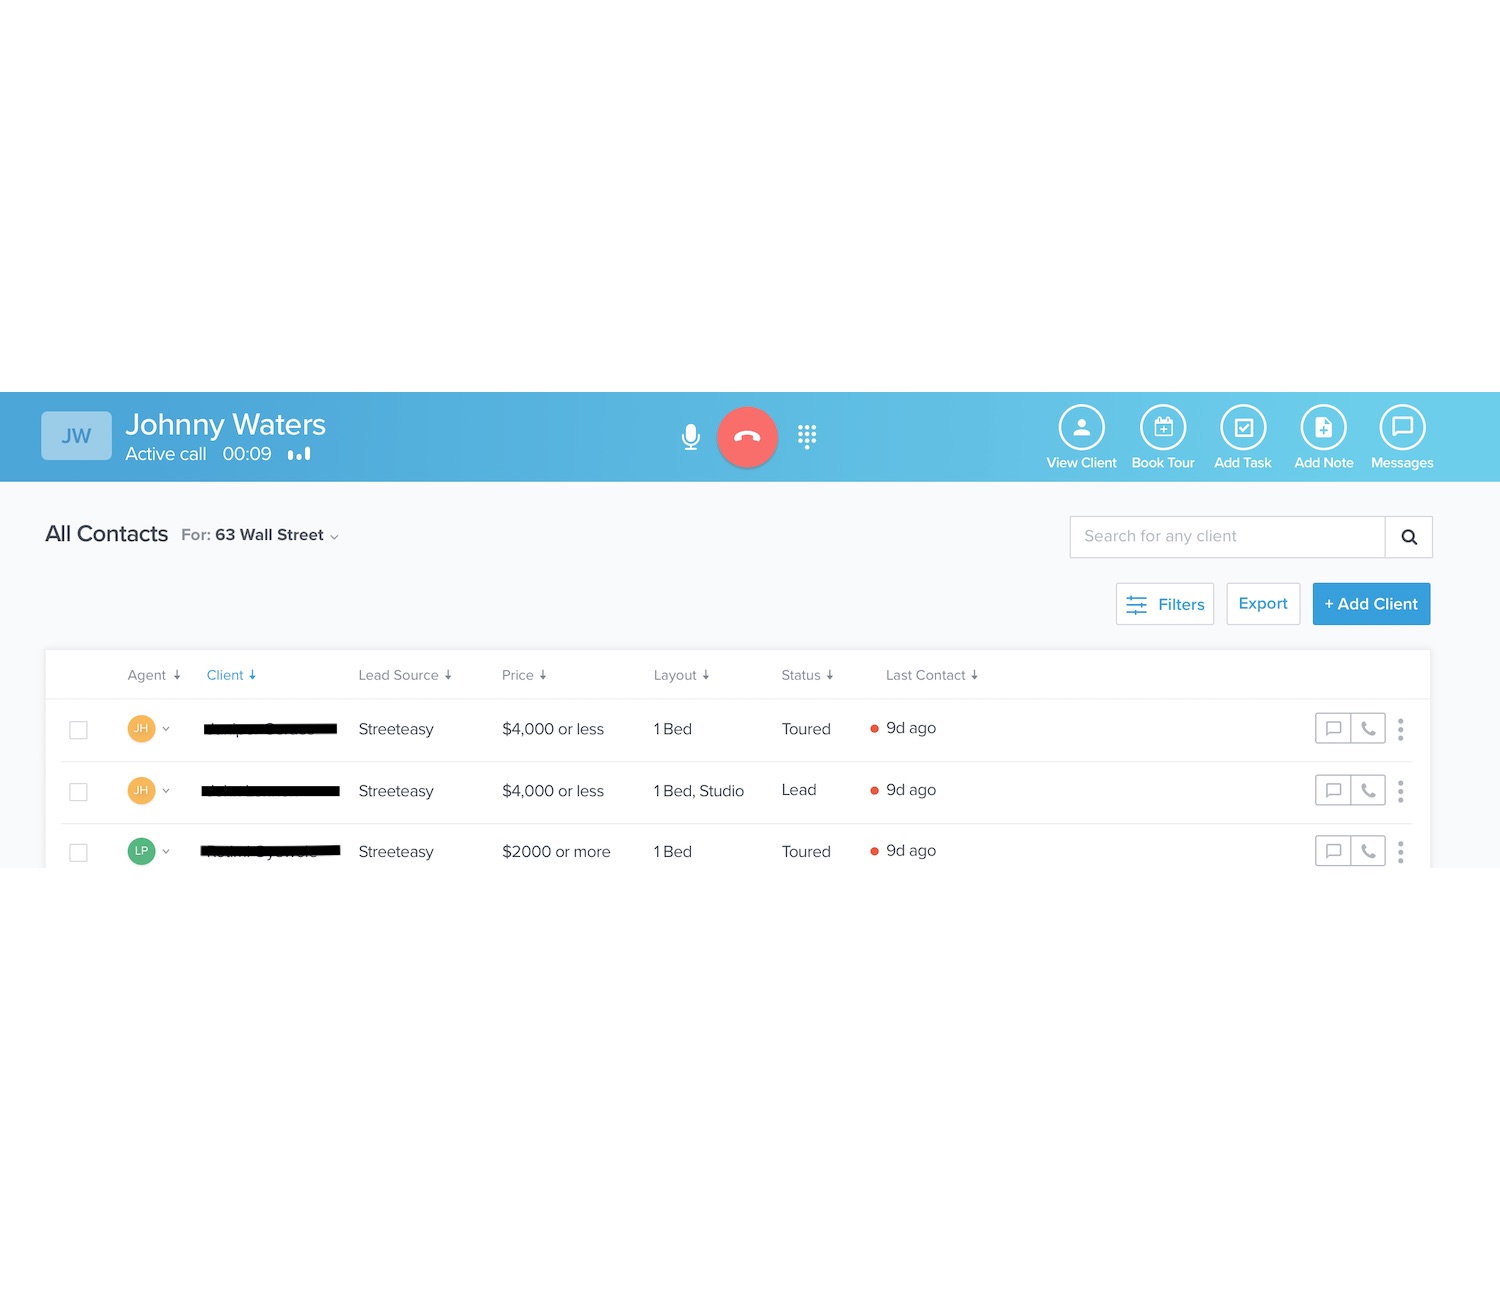 JW
Johnny Waters
Active call 00:09
View Client Book Tour Add Task Add Note Messages
All Contacts For: 63 Wall Street
Search for any client
Filters Export + Add Client
Agent Client Lead Source Price Layout Status Last Contact
JH Streeteasy $4,000 or less 1 Bed Toured 9d ago
JH Streeteasy $4,000 or less 1 Bed, Studio Lead 9d ago
LP Streeteasy $2000 or more 1 Bed Toured 9d ago